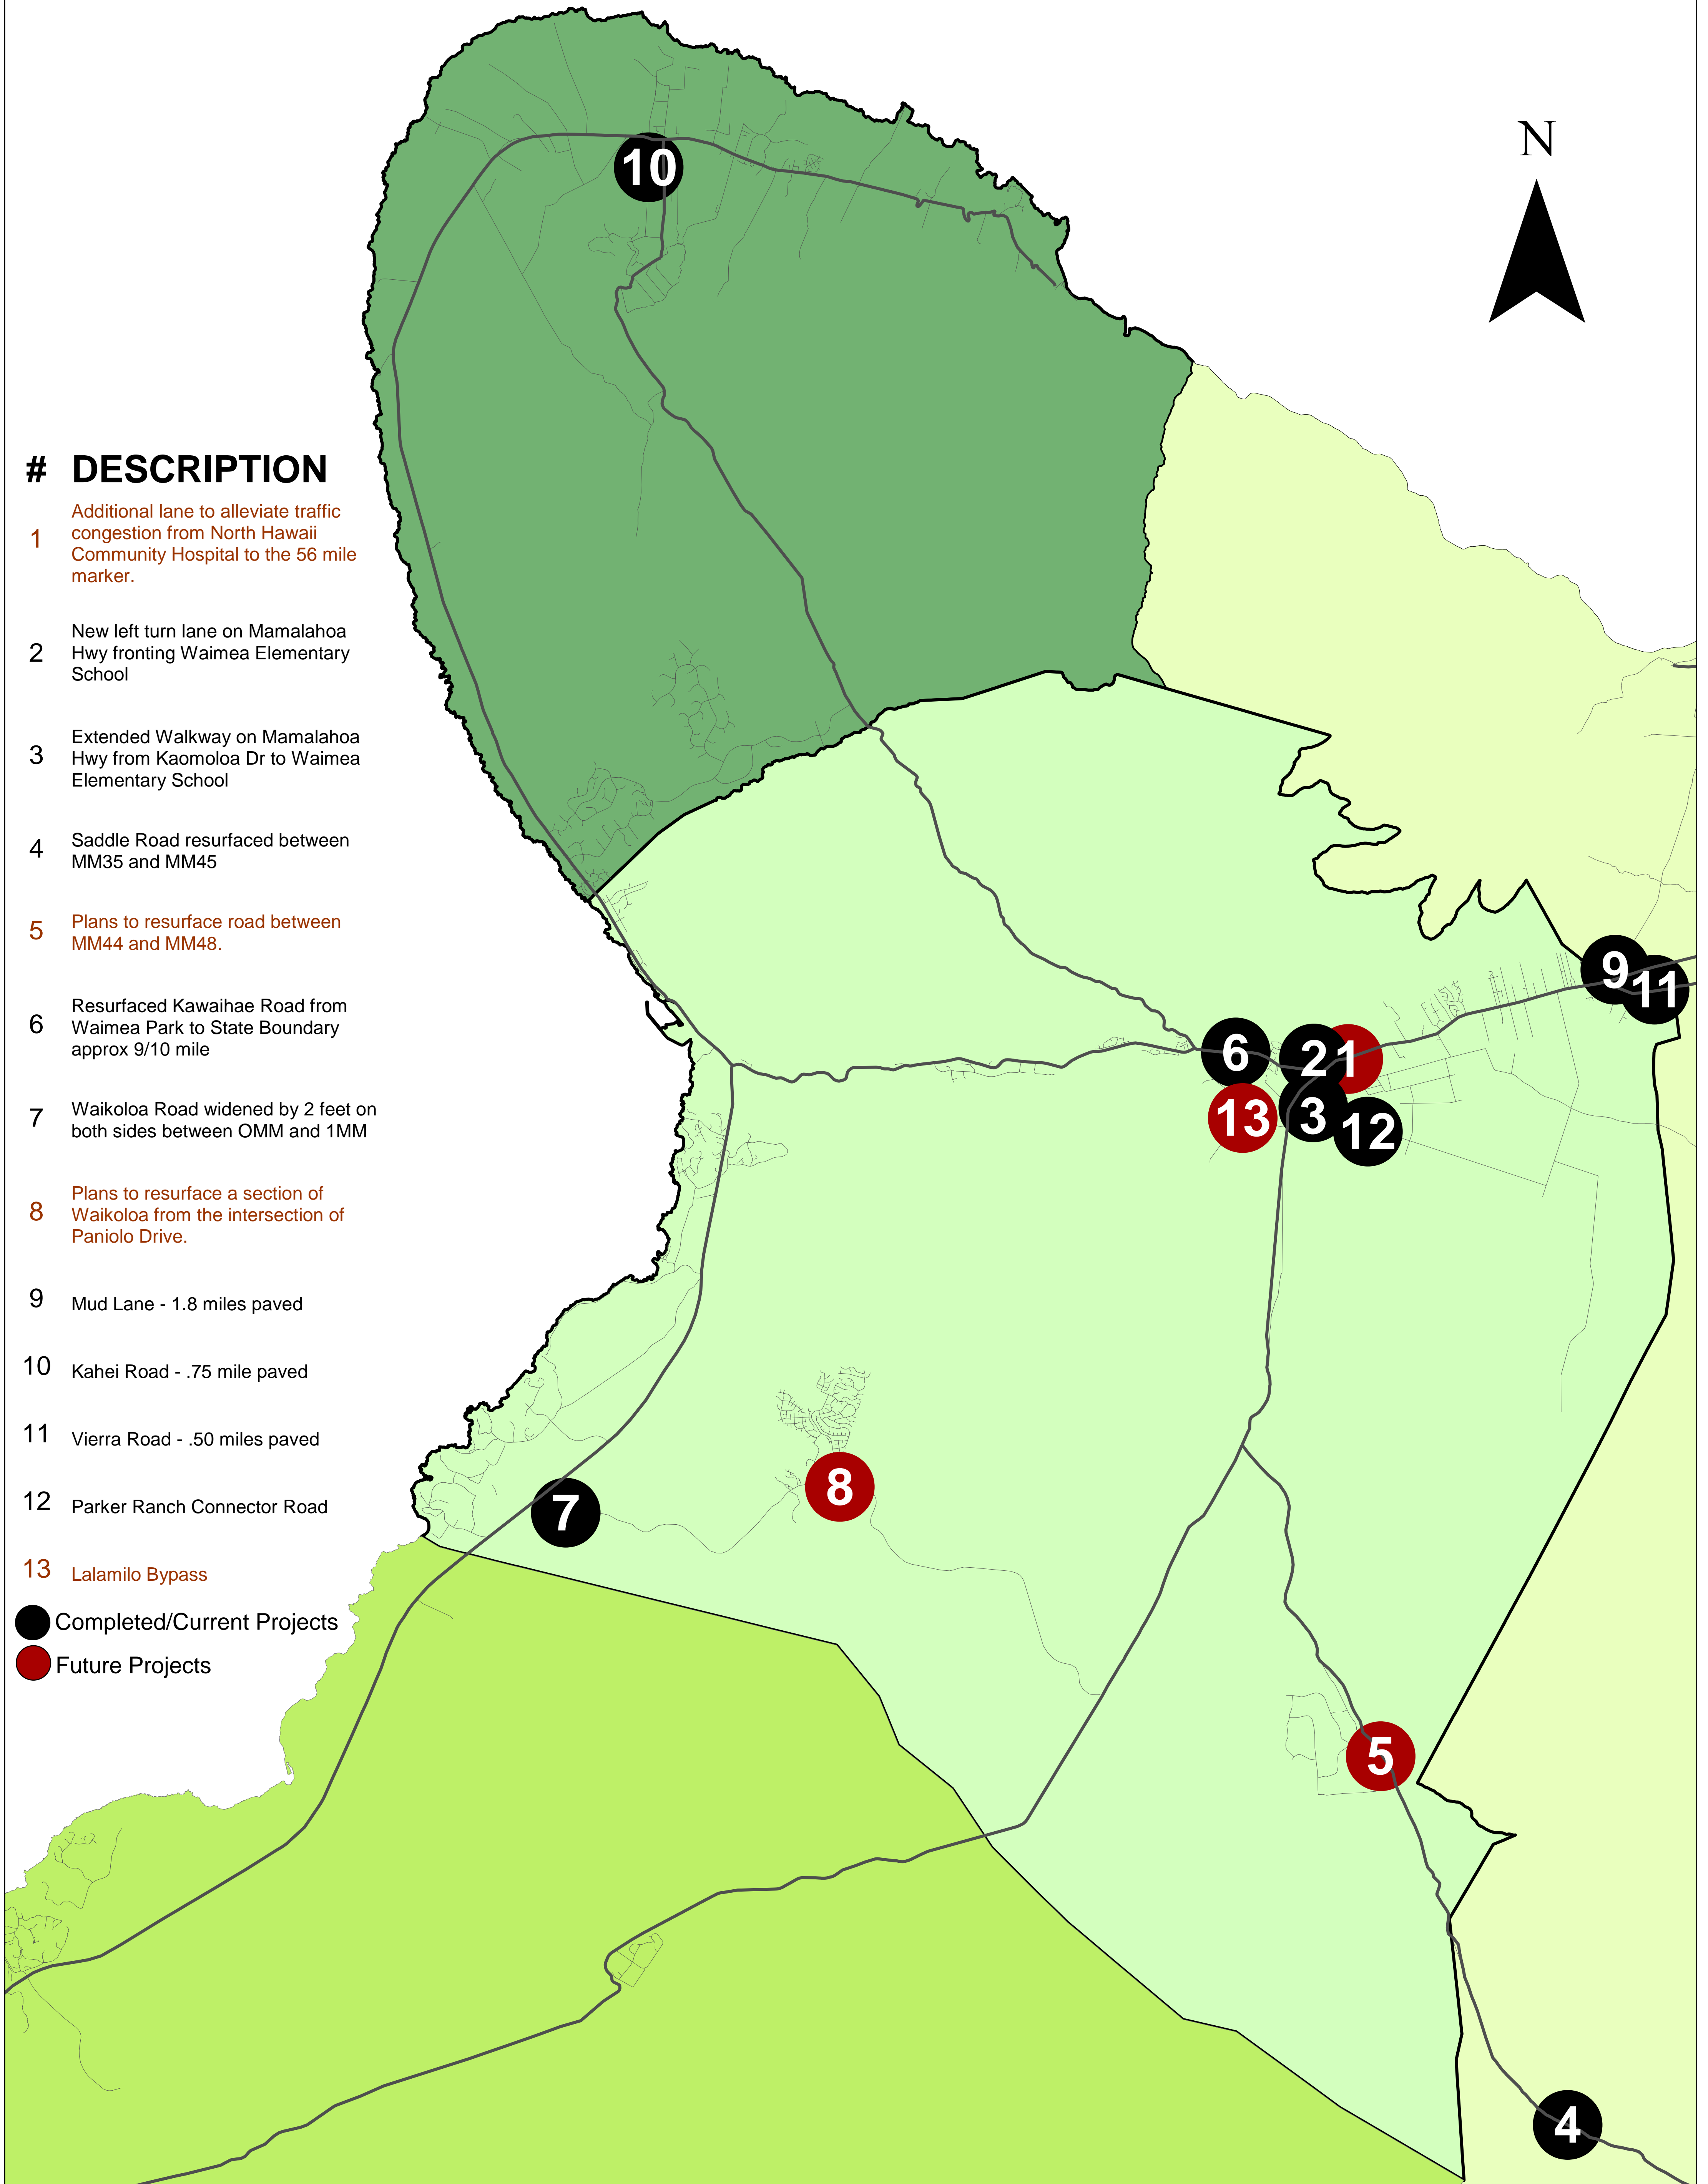 N
# DESCRIPTION
1 Additional lane to alleviate traffic
congestion from North Hawaii
Community Hospital to the 56 mile
marker.
2 New left turn lane on Mamalahoa
Hwy fronting Waimea Elementary
School
3 Extended Walkway on Mamalahoa
Hwy from Kaomoloa Dr to Waimea
Elementary School
4 Saddle Road resurfaced between
MM35 and MM45
5 Plans to resurface road between
MM44 and MM48.
6 Resurfaced Kawaihae Road from
Waimea Park to State Boundary
approx 9/10 mile
7 Waikoloa Road widened by 2 feet on
both sides between OMM and 1MM
8 Plans to resurface a section of
Waikoloa from the intersection of
Paniolo Drive.
9 Mud Lane - 1.8 miles paved
10 Kahei Road - .75 mile paved
11 Vierra Road - .50 miles paved
12 Parker Ranch Connector Road
13 Lalamilo Bypass
Completed/Current Projects
Future Projects
10
9
11
6
2
1
13
3
12
8
7
5
4